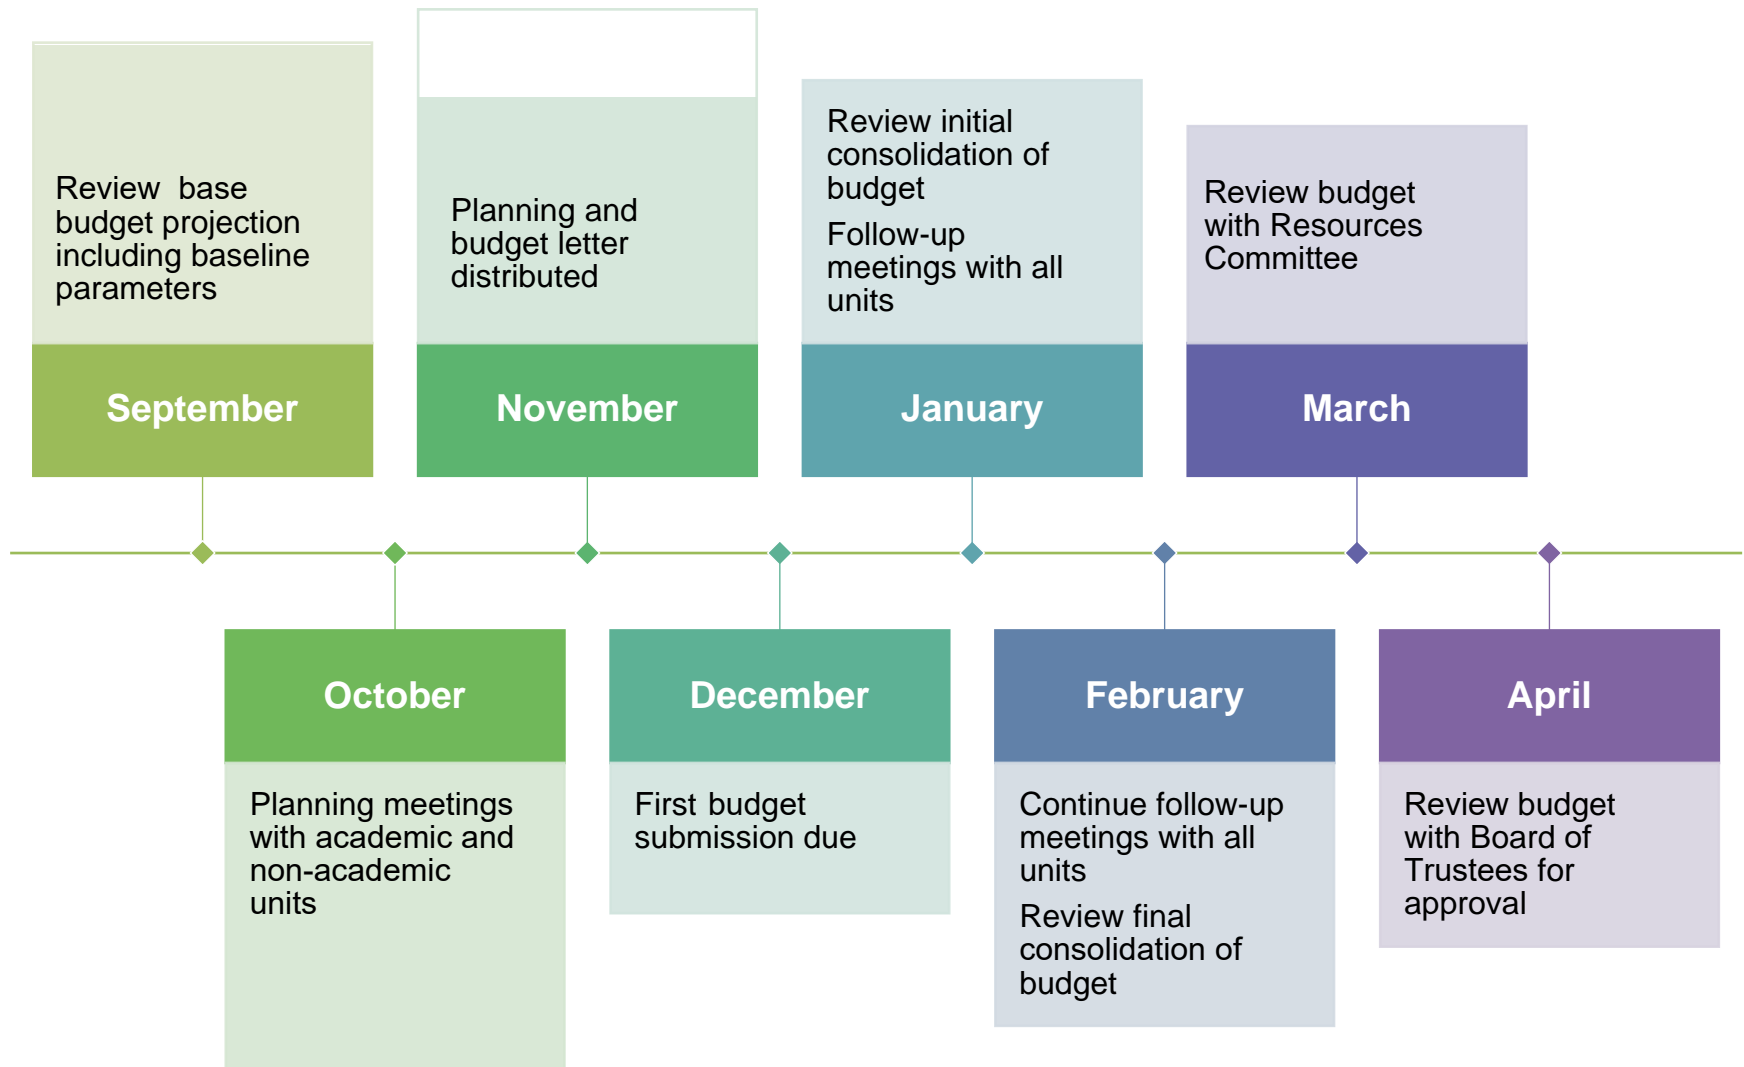 Review  base
budget projection
including baseline
parameters
September
Planning and
budget letter
distributed
November
Review initial
consolidation of
budget
Follow-up
meetings with all
units
January
Review budget
with Resources
Committee
March
October
Planning meetings
with academic and
non-academic
units
December
First budget
submission due
February
Continue follow-up
meetings with all
units
Review final
consolidation of
budget
April
Review budget
with Board of
Trustees for
approval